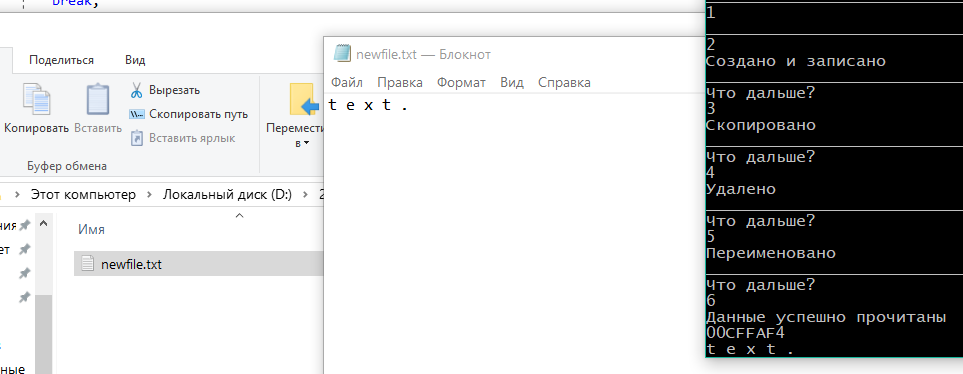 break;
Поделиться Вид
Копировать
Вставить
Вырезать
Скопировать путь
Вставить ярлык
Перемести
в
Буфер обмена
Этот компьютер > Локальный диск (D:) > 2
Имя
newfile.txt
newfile.txt — Блокнот
Файл Правка Формат Вид Справка
t e x t .
1
2
Создано и записано
Что дальше?
3
Скопировано
Что дальше?
4
Удалено
Что дальше?
5
Переименовано
Что дальше?
6
Данные успешно прочитаны
00CFFAF4
t e x t .